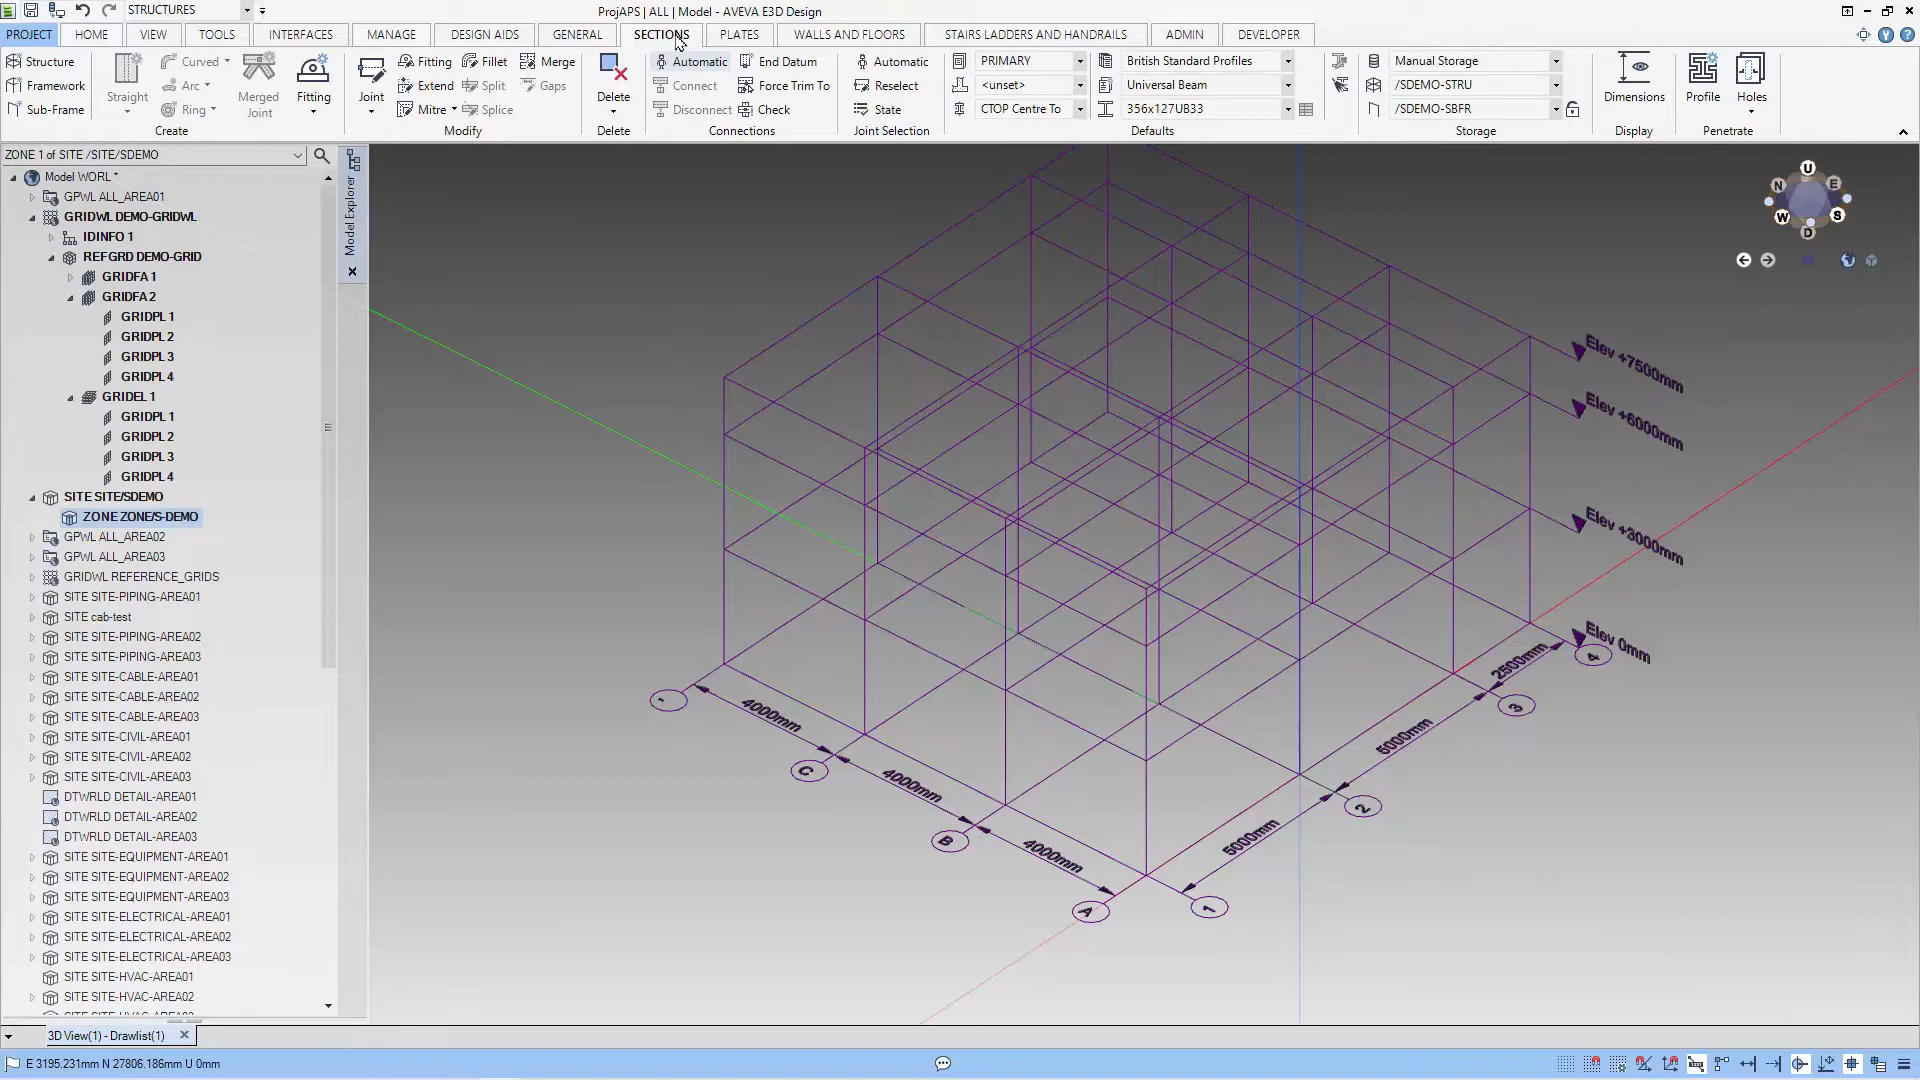 STRUCTURES
ProjAPS | ALL | Model - AVEVA E3D Design
PROJECT HOME VIEW TOOLS INTERFACES MANAGE DESIGN AIDS GENERAL SECTIONS PLATES WALLS AND FLOORS STAIRS LADDERS AND HANDRAILS ADMIN DEVELOPER
Structure
Framework
Sub-Frame
Straight
Curved
Arc
Ring
Merged Joint
Fitting
Create
Joint
Fitting
Extend
Mitre
Fillet
Split
Splice
Merge
Gaps
Modify
Delete
Delete
Automatic
Connect
Disconnect
End Datum
Force Trim To
Check
Connections
Automatic
Reselect
State
Joint Selection
PRIMARY
<unset>
CTOP Centre To
British Standard Profiles
Universal Beam
356x127UB33
Defaults
Manual Storage
/SDEMO-STRU
/SDEMO-SBFR
Storage
Dimensions
Display
Profile
Holes
Penetrate
ZONE 1 of SITE /SITE/SDEMO
Model Explorer
Model WORL *
GPWL ALL_AREA01
GRIDWL DEMO-GRIDWL
IDINFO 1
REFGRD DEMO-GRID
GRIDFA 1
GRIDFA 2
GRIDPL 1
GRIDPL 2
GRIDPL 3
GRIDPL 4
GRIDEL 1
GRIDPL 1
GRIDPL 2
GRIDPL 3
GRIDPL 4
SITE SITE/SDEMO
ZONE ZONE/S-DEMO
GPWL ALL_AREA02
GPWL ALL_AREA03
GRIDWL REFERENCE_GRIDS
SITE SITE-PIPING-AREA01
SITE cab-test
SITE SITE-PIPING-AREA02
SITE SITE-PIPING-AREA03
SITE SITE-CABLE-AREA01
SITE SITE-CABLE-AREA02
SITE SITE-CABLE-AREA03
SITE SITE-CIVIL-AREA01
SITE SITE-CIVIL-AREA02
SITE SITE-CIVIL-AREA03
DTWRLD DETAIL-AREA01
DTWRLD DETAIL-AREA02
DTWRLD DETAIL-AREA03
SITE SITE-EQUIPMENT-AREA01
SITE SITE-EQUIPMENT-AREA02
SITE SITE-EQUIPMENT-AREA03
SITE SITE-ELECTRICAL-AREA01
SITE SITE-ELECTRICAL-AREA02
SITE SITE-ELECTRICAL-AREA03
SITE SITE-HVAC-AREA01
SITE SITE-HVAC-AREA02
U
N E
W S
D
Elev +7500mm
Elev +6000mm
Elev +3000mm
Elev 0mm
4
2500mm
3
5000mm
2
5000mm
1
-
4000mm
C
4000mm
B
4000mm
A
3D View(1) - Drawlist(1)
E 3195.231mm N 27806.186mm U 0mm